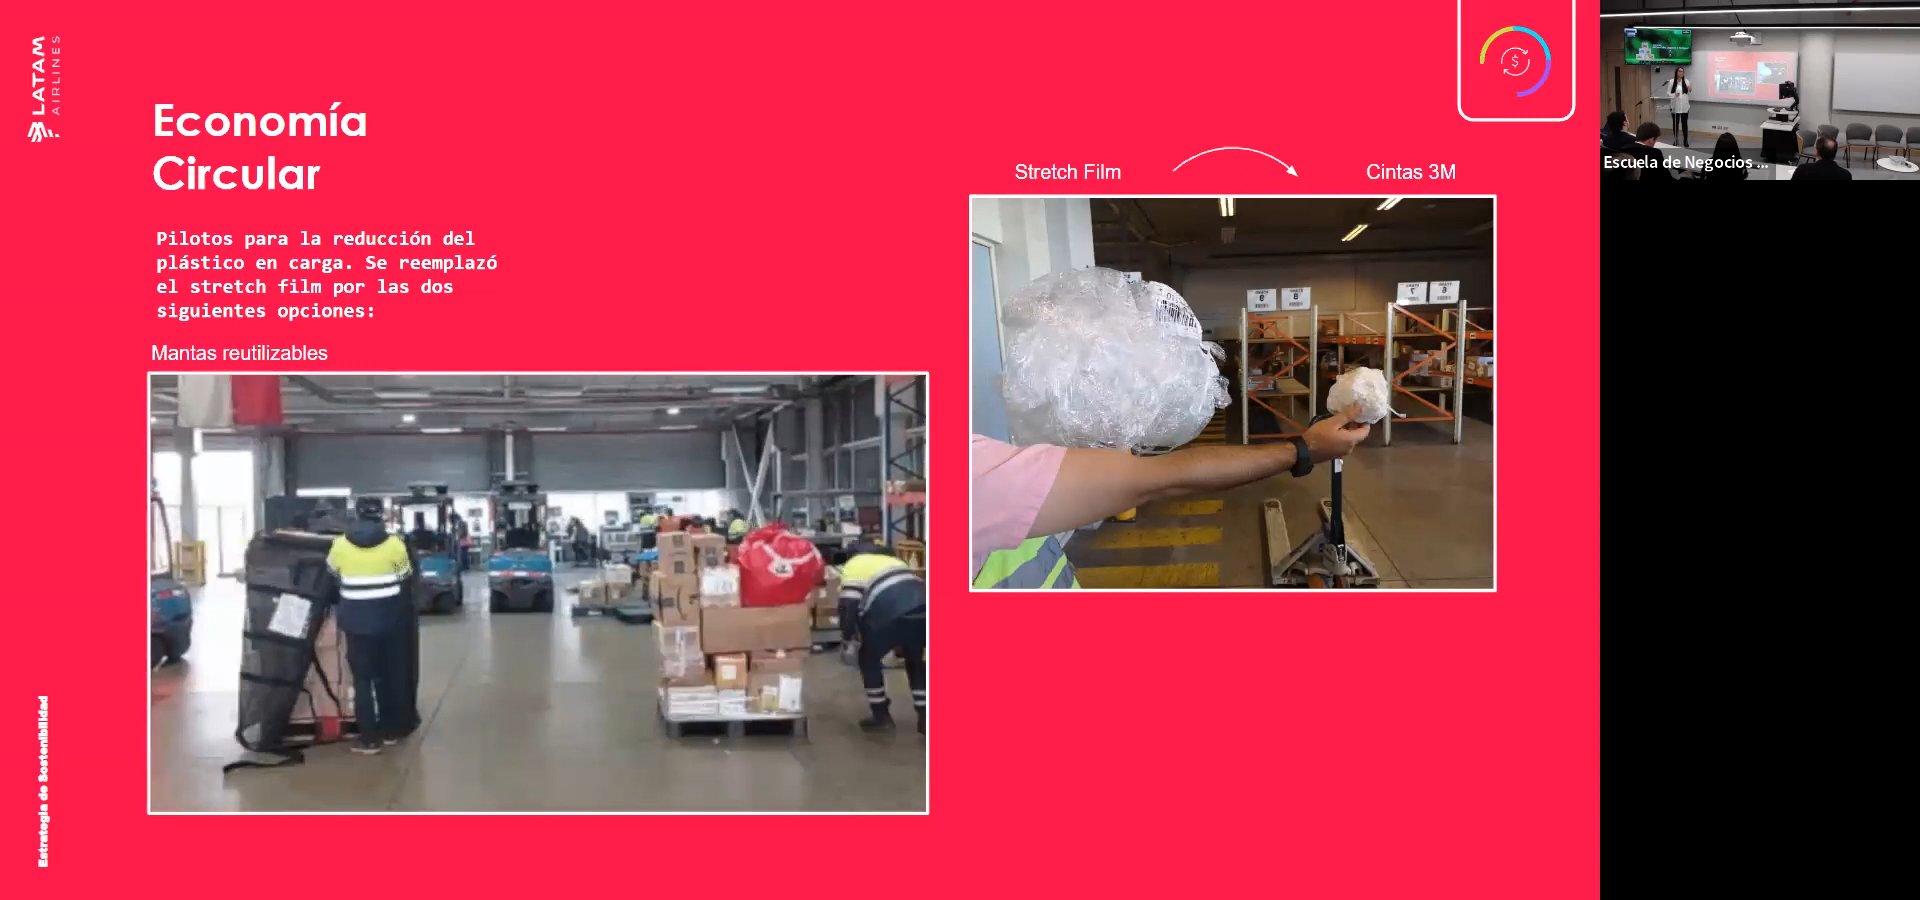 LATAM
AIRLINES
Economía
Circular
Pilotos para la reducción del
plástico en carga. Se reemplazó
el stretch film por las dos
siguientes opciones:
Mantas reutilizables
Stretch Film
Cintas 3M
Estrategia de Sostenibilidad
Escuela de Negocios ...